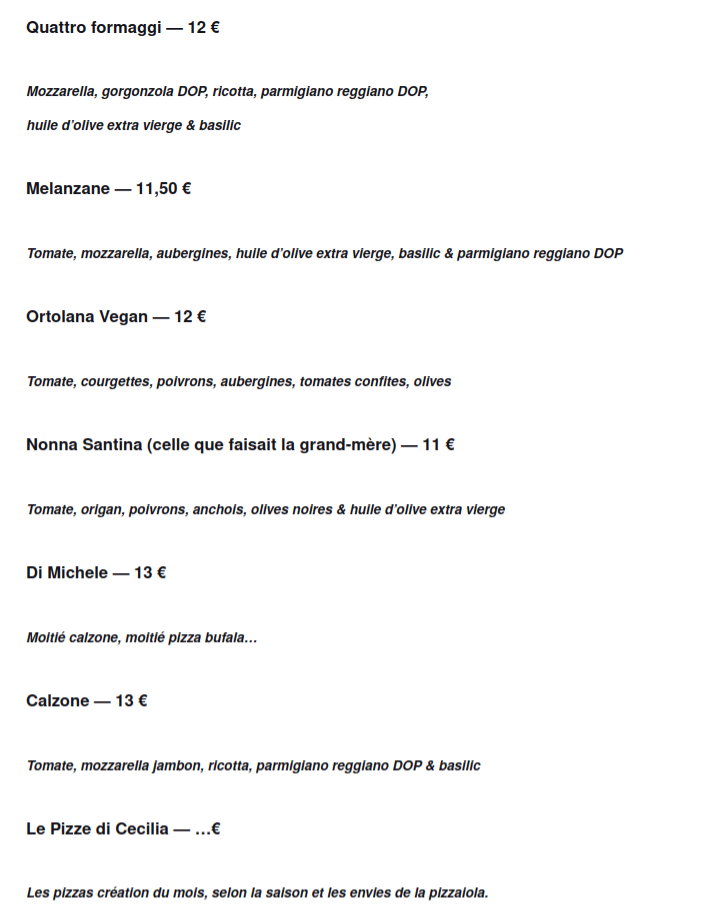 Quattro formaggi — 12 €
Mozzarella, gorgonzola DOP, ricotta, parmigiano reggiano DOP,
huile d’olive extra vierge & basilic
Melanzane — 11,50 €
Tomate, mozzarella, aubergines, huile d’olive extra vierge, basilic & parmigiano reggiano DOP
Ortolana Vegan — 12 €
Tomate, courgettes, poivrons, aubergines, tomates confites, olives
Nonna Santina (celle que faisait la grand-mère) — 11 €
Tomate, origan, poivrons, anchois, olives noires & huile d’olive extra vierge
Di Michele — 13 €
Moitié calzone, moitié pizza bufala…
Calzone — 13 €
Tomate, mozzarella jambon, ricotta, parmigiano reggiano DOP & basilic
Le Pizze di Cecilia — …€
Les pizzas création du mois, selon la saison et les envies de la pizzaiola.